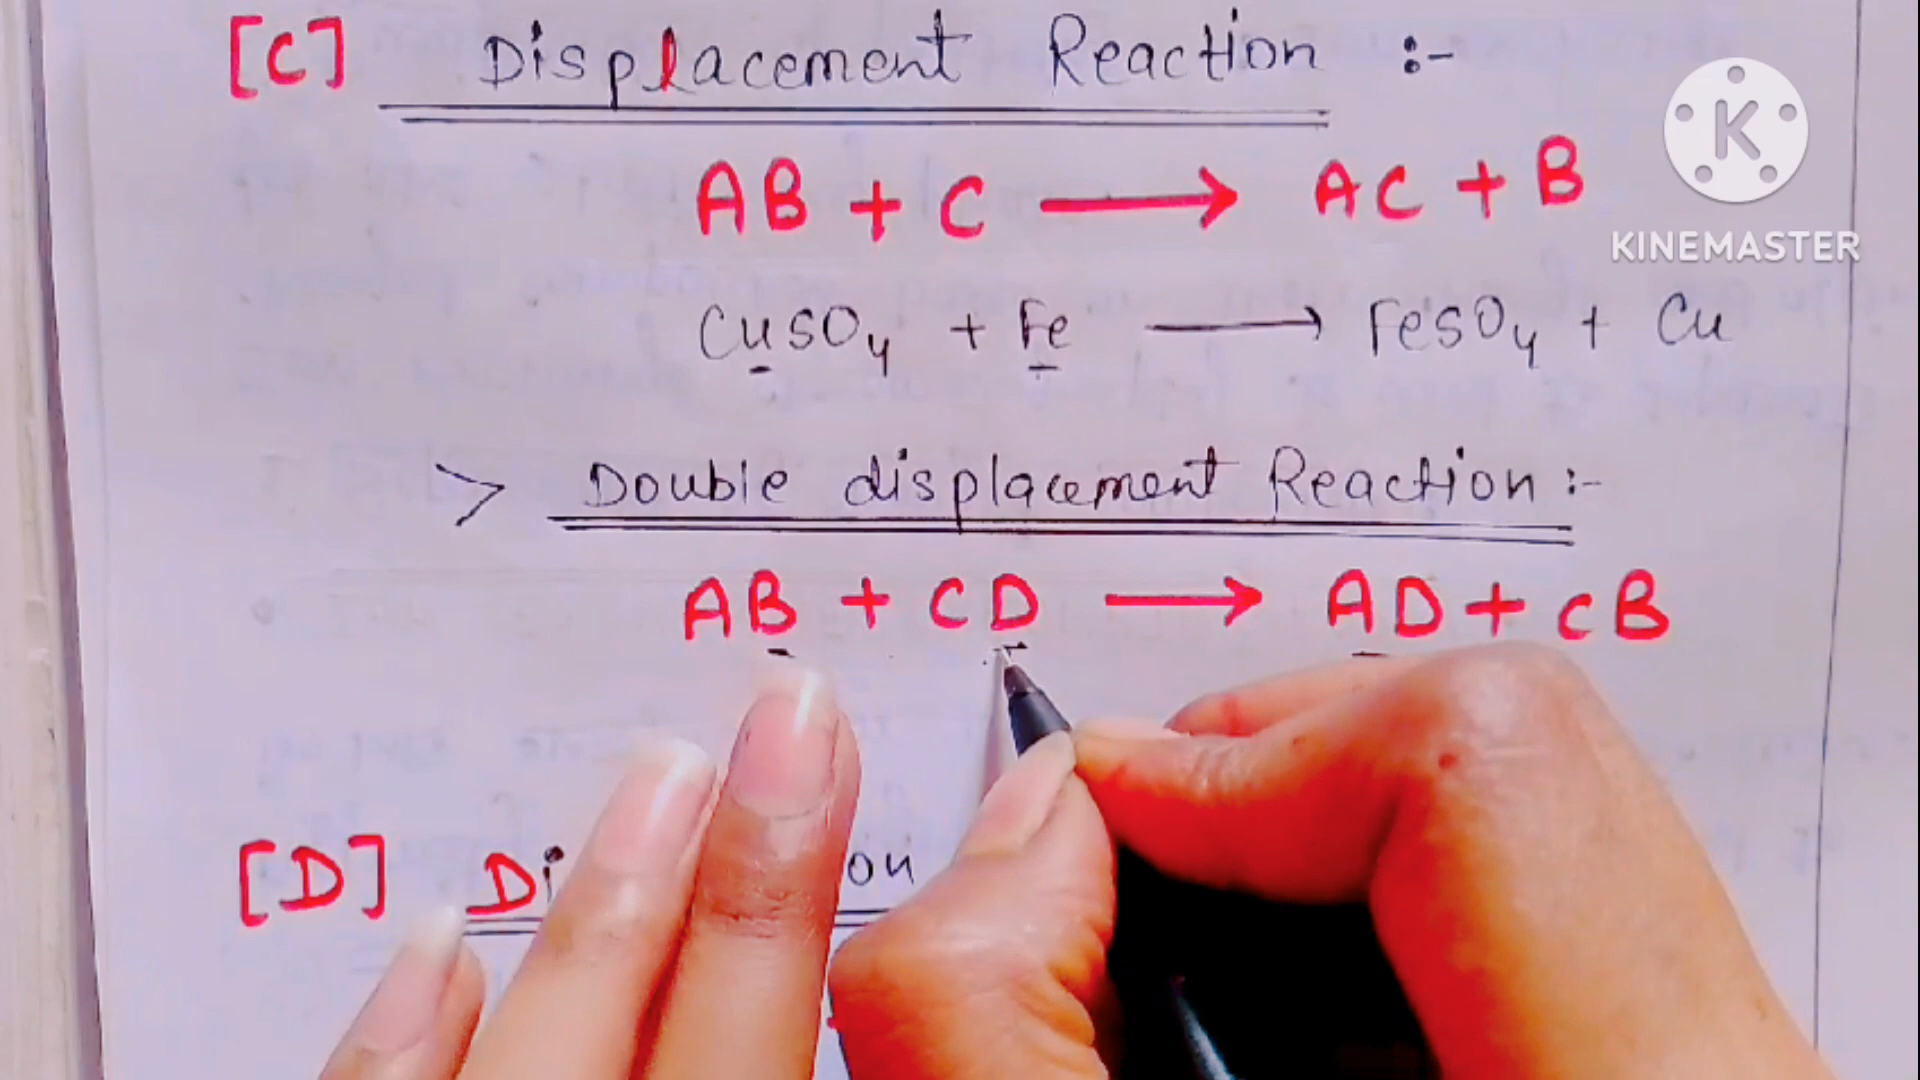 [C] Displacement Reaction :-
AB + C ⟶ AC + B
K
KINEMASTER
CuSO₄ + Fe ⟶ FeSO₄ + Cu
> Double displacement Reaction :-
AB + CD ⟶ AD + CB
[D]